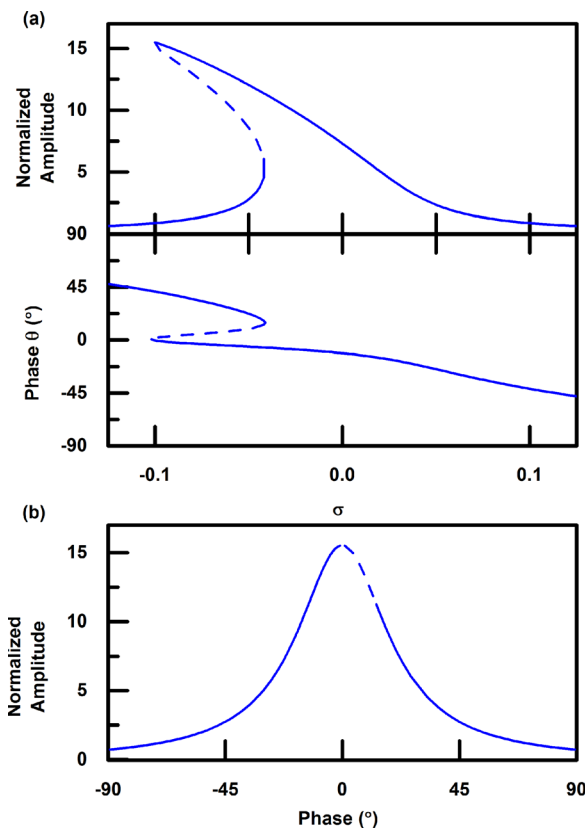 (a)
15
10
5
Normalized
Amplitude
90
45
0
-45
-90
Phase θ (°)
-0.1 0.0 0.1
σ
(b)
15
10
5
0
Normalized
Amplitude
-90 -45 0 45 90
Phase (°)